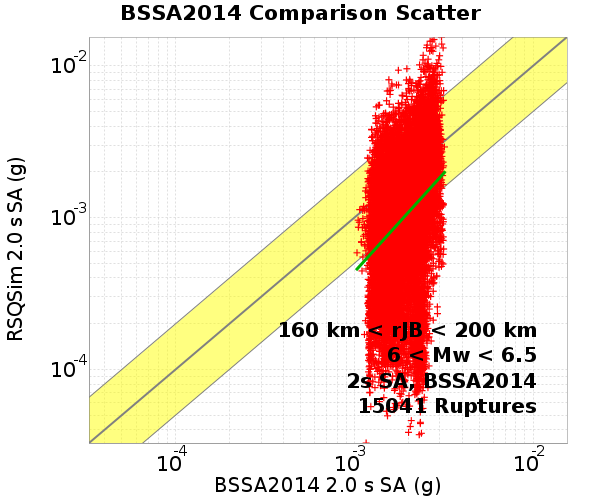 BSSA2014 Comparison Scatter
RSQSim 2.0 s SA (g)
10^-2
10^-3
10^-4
160 km < rJB < 200 km
6 < Mw < 6.5
2s SA, BSSA2014
15041 Ruptures
10^-4 10^-3 10^-2
BSSA2014 2.0 s SA (g)